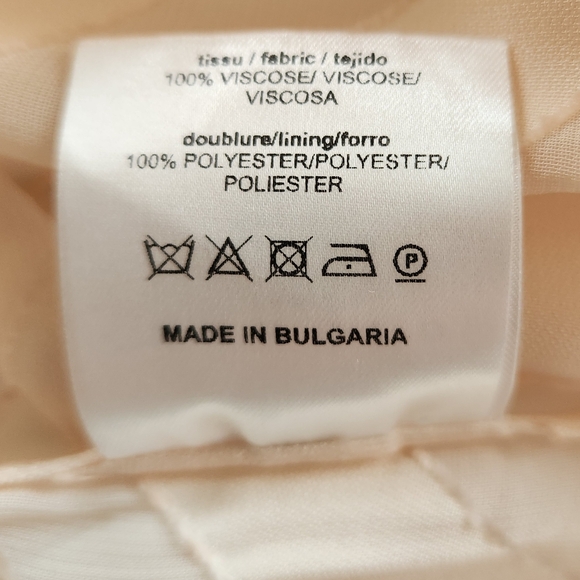 tissu / fabric / tejido
100% VISCOSE/ VISCOSE/
VISCOSA
doublure/lining/forro
100% POLYESTER/POLYESTER/
POLIESTER
P
MADE IN BULGARIA